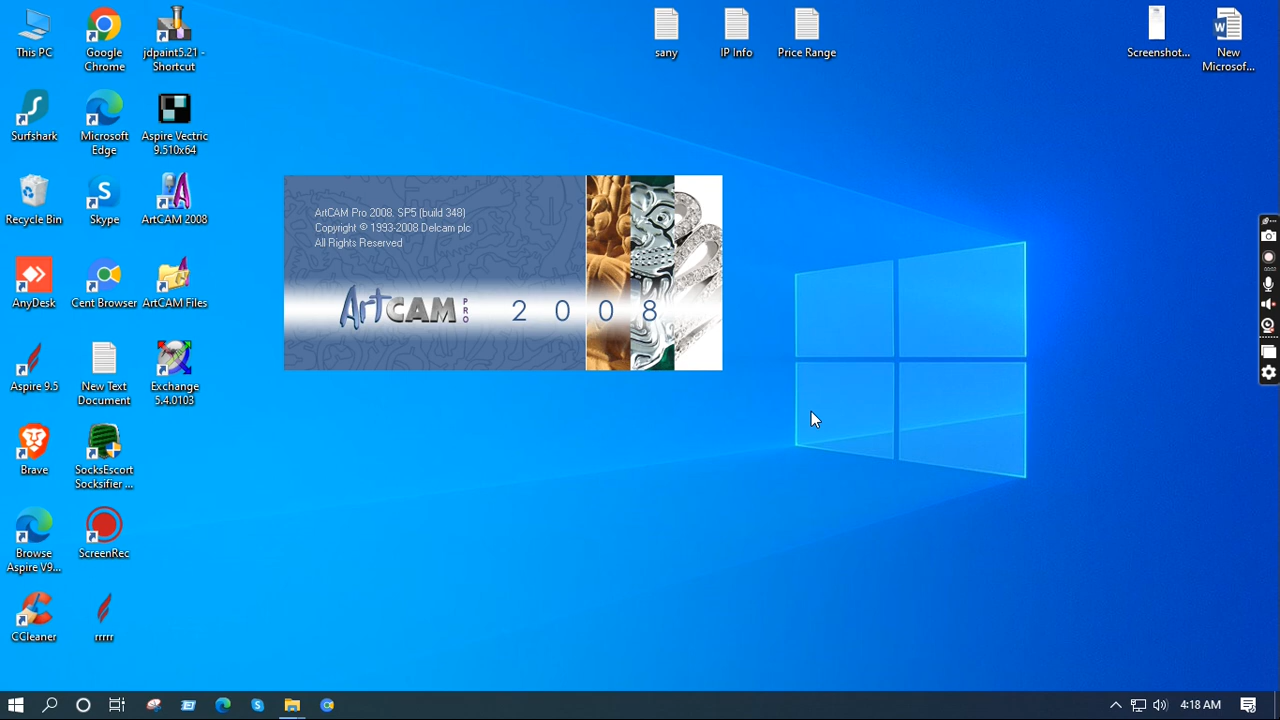 This PC
Google
Chrome
jdpaint5.21 -
Shortcut
sany
IP Info
Price Range
Screenshot...
New
Microsof...
Surfshark
Microsoft
Edge
Aspire Vectric
9.510x64
Recycle Bin
Skype
ArtCAM 2008
ArtCAM Pro 2008. SP5 (build 348)
Copyright © 1993-2008 Delcam plc
All Rights Reserved
ArtCAM PRO 2008
AnyDesk
Cent Browser
ArtCAM Files
Aspire 9.5
New Text
Document
Exchange
5.4.0103
Brave
SocksEscort
Socksifier ...
Browse
Aspire V9...
ScreenRec
CCleaner
rrrrr
4:18 AM